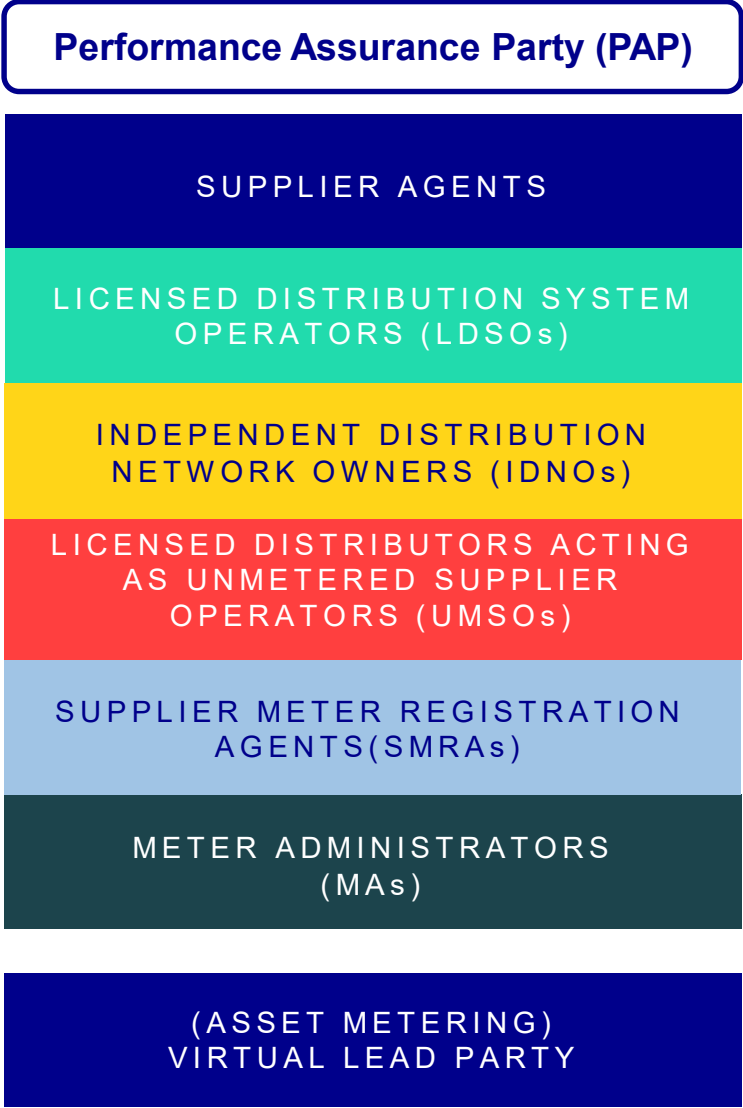 Performance Assurance Party (PAP)
SUPPLIER AGENTS
LICENSED DISTRIBUTION SYSTEM
OPERATORS (LDSOs)
INDEPENDENT DISTRIBUTION
NETWORK OWNERS (IDNOs)
LICENSED DISTRIBUTORS ACTING
AS UNMETERED SUPPLIER
OPERATORS (UMSOs)
SUPPLIER METER REGISTRATION
AGENTS(SMRAs)
METER ADMINISTRATORS
(MAs)
(ASSET METERING)
VIRTUAL LEAD PARTY